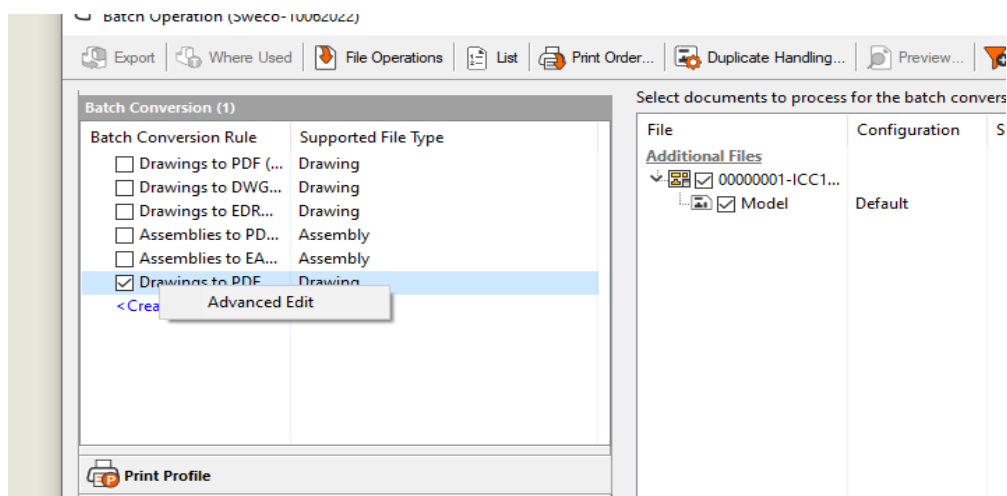 Batch Operation (Sweco-10062022)
Export Where Used File Operations List Print Order... Duplicate Handling... Preview...
Batch Conversion (1)
Batch Conversion Rule Supported File Type
Drawings to PDF (... Drawing
Drawings to DWG... Drawing
Drawings to EDR... Drawing
Assemblies to PD... Assembly
Assemblies to EA... Assembly
Drawings to PDF Drawing
<Crea
Advanced Edit
Print Profile
Select documents to process for the batch convers
File Configuration S
Additional Files
00000001-ICC1...
Model Default